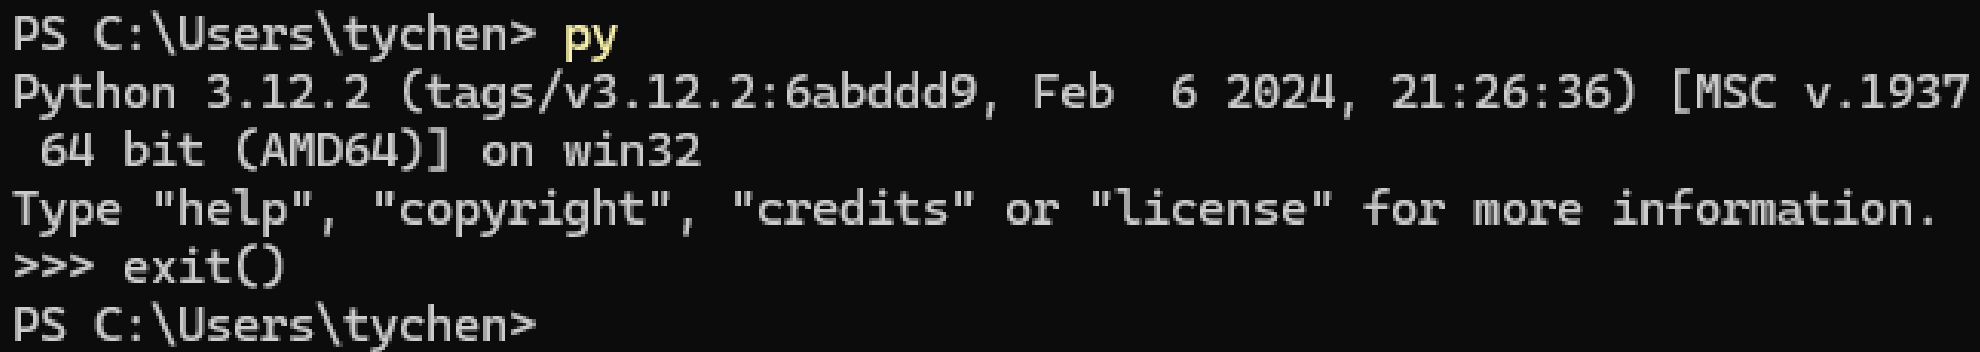 PS C:\Users\tychen> py
Python 3.12.2 (tags/v3.12.2:6abddd9, Feb  6 2024, 21:26:36) [MSC v.1937
 64 bit (AMD64)] on win32
Type "help", "copyright", "credits" or "license" for more information.
>>> exit()
PS C:\Users\tychen>